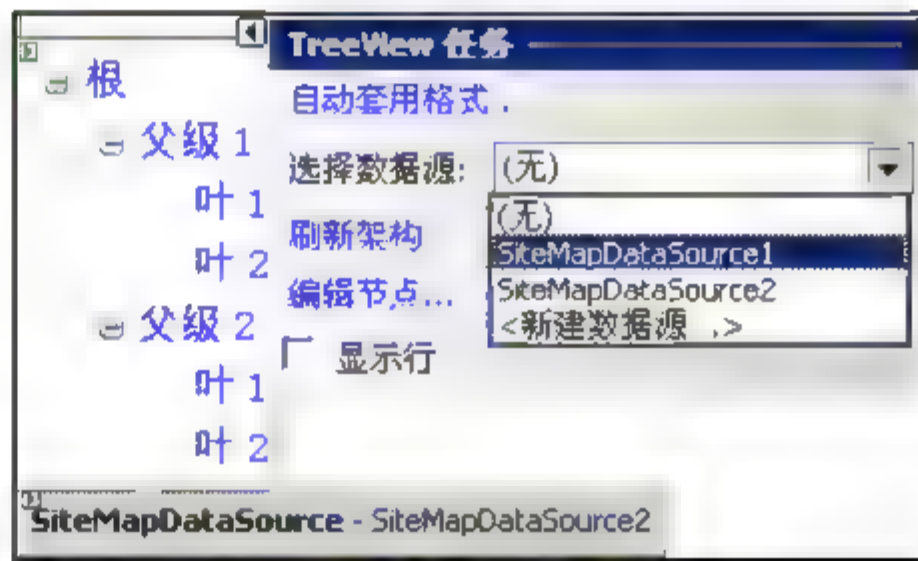 TreeView 任务
根
父级 1
叶 1
叶 2
父级 2
叶 1
叶 2
自动套用格式.
选择数据源: (无)
(无)
SiteMapDataSource1
SiteMapDataSource2
<新建数据源 .>
刷新架构
编辑节点...
显示行
SiteMapDataSource - SiteMapDataSource2